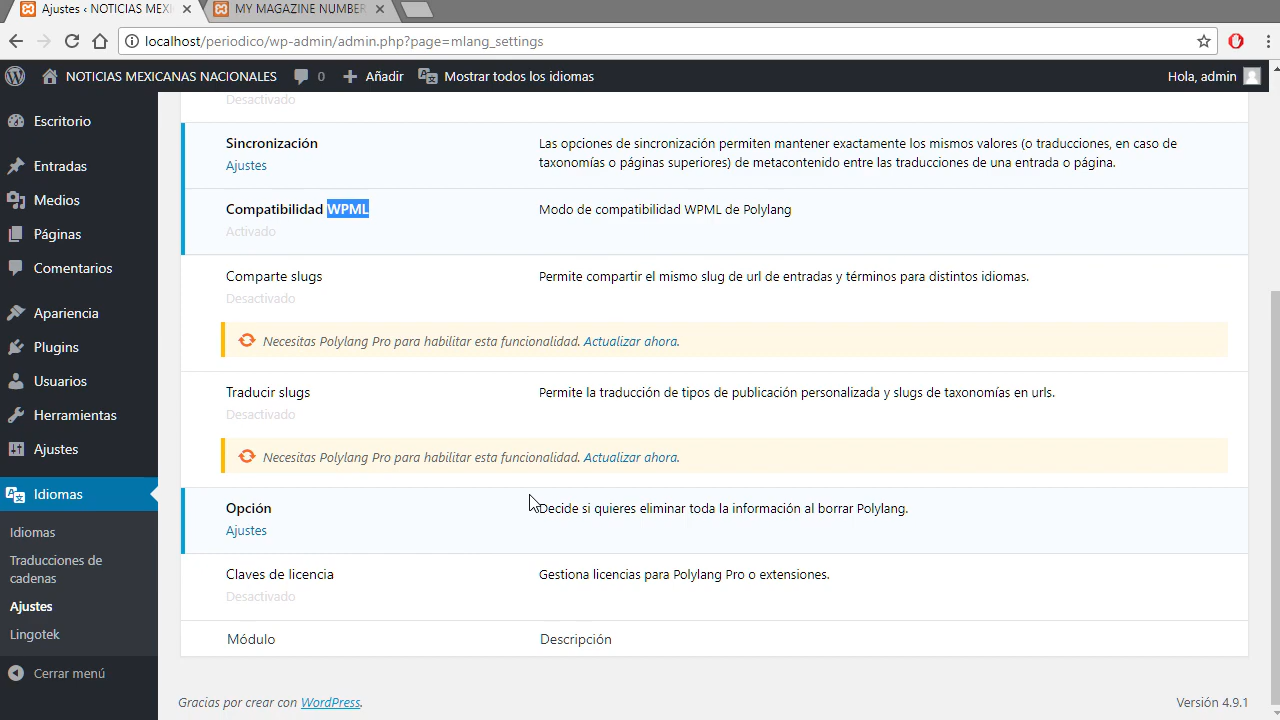 Ajustes ‹ NOTICIAS MEXI
MY MAGAZINE NUMBER
localhost/periodico/wp-admin/admin.php?page=mlang_settings
NOTICIAS MEXICANAS NACIONALES
0
Añadir
Mostrar todos los idiomas
Hola, admin
Escritorio
Entradas
Medios
Páginas
Comentarios
Apariencia
Plugins
Usuarios
Herramientas
Ajustes
Idiomas
Idiomas
Traducciones de
cadenas
Ajustes
Lingotek
Cerrar menú
Desactivado
Sincronización
Ajustes
Las opciones de sincronización permiten mantener exactamente los mismos valores (o traducciones, en caso de
taxonomías o páginas superiores) de metacontenido entre las traducciones de una entrada o página.
Compatibilidad WPML
Activado
Modo de compatibilidad WPML de Polylang
Comparte slugs
Desactivado
Permite compartir el mismo slug de url de entradas y términos para distintos idiomas.
Necesitas Polylang Pro para habilitar esta funcionalidad. Actualizar ahora.
Traducir slugs
Desactivado
Permite la traducción de tipos de publicación personalizada y slugs de taxonomías en urls.
Necesitas Polylang Pro para habilitar esta funcionalidad. Actualizar ahora.
Opción
Ajustes
Decide si quieres eliminar toda la información al borrar Polylang.
Claves de licencia
Desactivado
Gestiona licencias para Polylang Pro o extensiones.
Módulo
Descripción
Gracias por crear con WordPress.
Versión 4.9.1